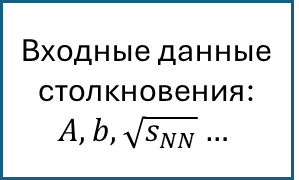 Входные данные
столкновения:
A, b, √s_NN ...